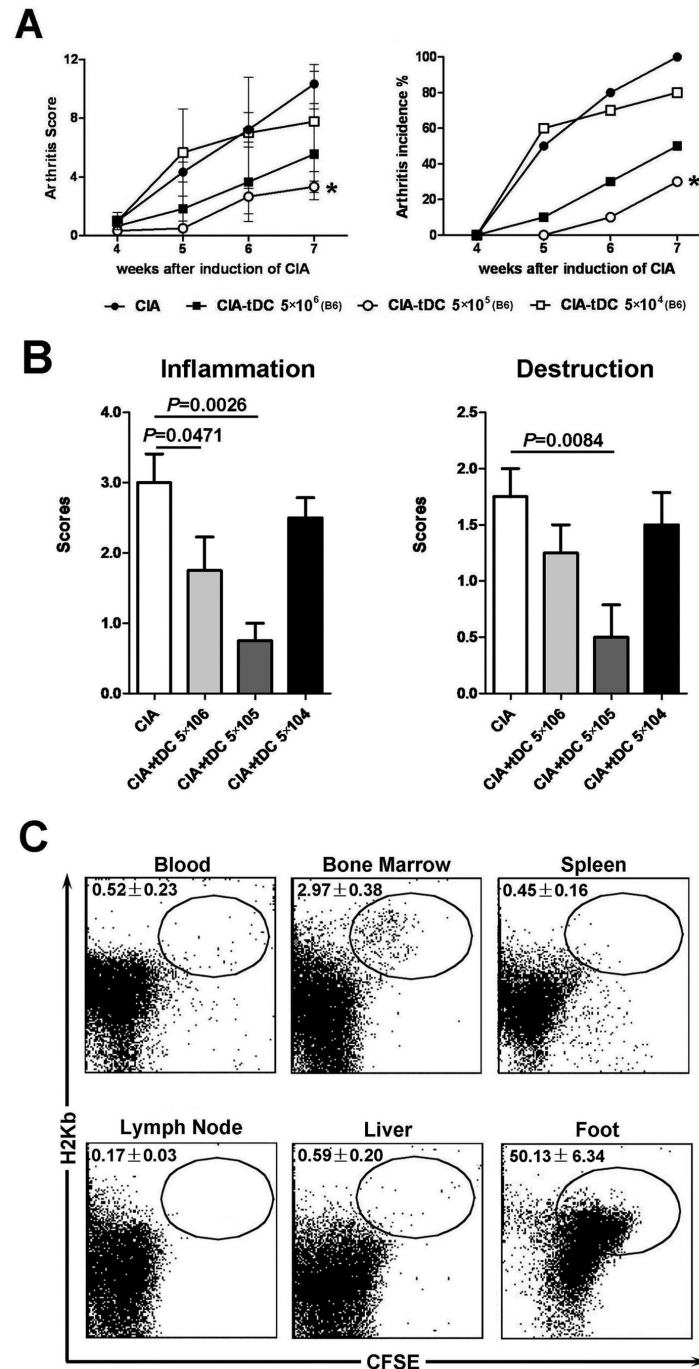 A
Arthritis Score
12
8
4
0
4 5 6 7
*
weeks after induction of CIA
Arthritis incidence %
100
80
60
40
20
0
4 5 6 7
*
weeks after induction of CIA
CIA CIA-tDC 5×10⁶ (B6) CIA-tDC 5×10⁵ (B6) CIA-tDC 5×10⁴ (B6)
B
Inflammation
Scores
4.0
3.0
2.0
1.0
0.0
P=0.0026
P=0.0471
CIA
CIA+tDC 5×106
CIA+tDC 5×105
CIA+tDC 5×104
Destruction
Scores
2.5
2.0
1.5
1.0
0.5
0.0
P=0.0084
CIA
CIA+tDC 5×106
CIA+tDC 5×105
CIA+tDC 5×104
C
Blood Bone Marrow Spleen
0.52±0.23 2.97±0.38 0.45±0.16
Lymph Node Liver Foot
0.17±0.03 0.59±0.20 50.13±6.34
H2Kb
CFSE